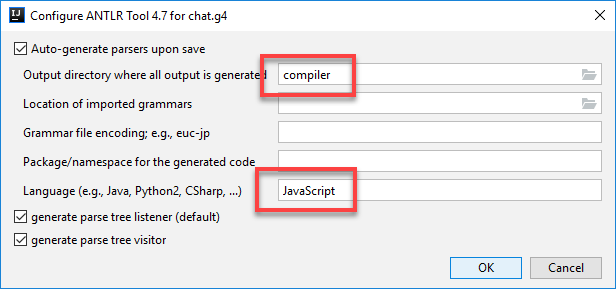 Configure ANTLR Tool 4.7 for chat.g4
Auto-generate parsers upon save
Output directory where all output is generated compiler
Location of imported grammars
Grammar file encoding; e.g., euc-jp
Package/namespace for the generated code
Language (e.g., Java, Python2, CSharp, ...) JavaScript
generate parse tree listener (default)
generate parse tree visitor
OK Cancel